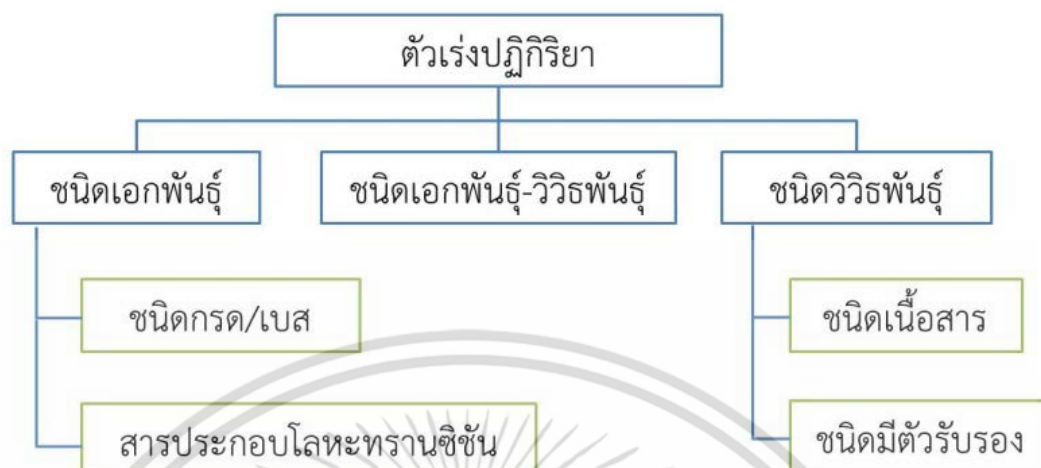 ตัวเร่งปฏิกิริยา
ชนิดเอกพันธุ์
ชนิดเอกพันธุ์-วิวิธพันธุ์
ชนิดวิวิธพันธุ์
ชนิดกรด/เบส
ชนิดเนื้อสาร
สารประกอบโลหะทรานซิชัน
ชนิดมีตัวรับรอง